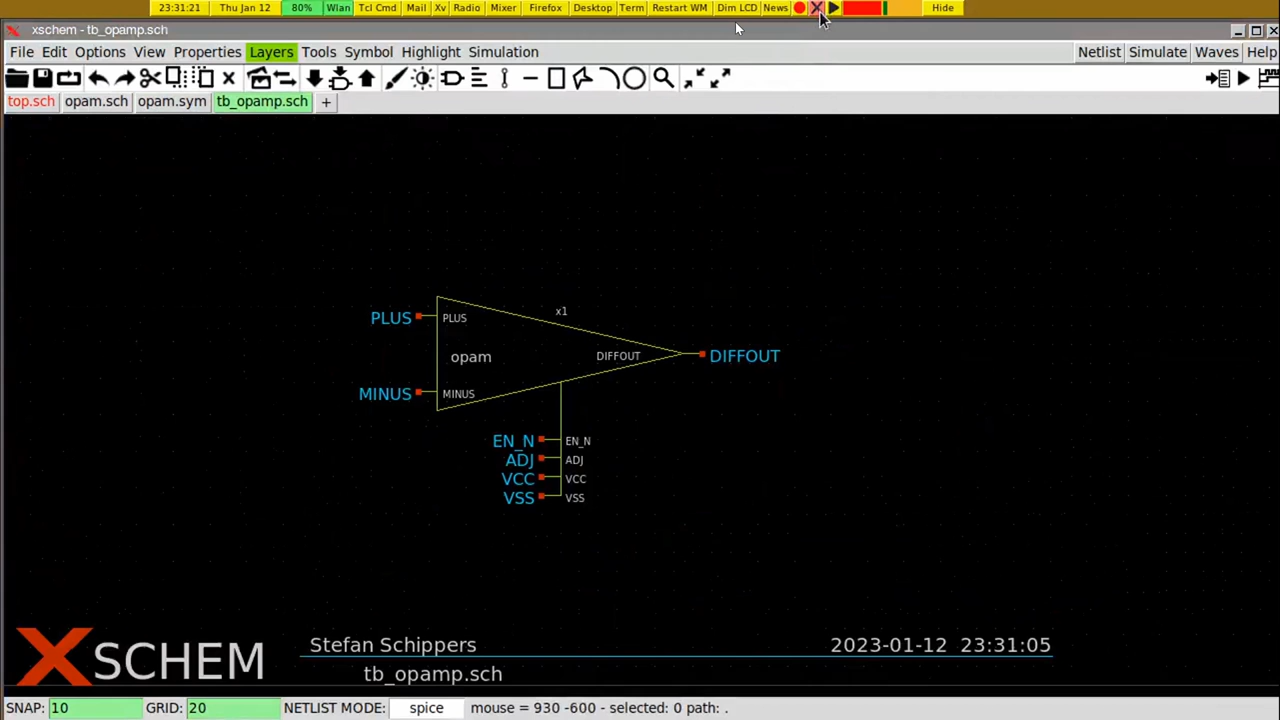 23:31:21 Thu Jan 12 80% Wlan Tcl Cmd Mail Xv Radio Mixer Firefox Desktop Term Restart WM Dim LCD News Hide
xschem - tb_opamp.sch
File Edit Options View Properties Layers Tools Symbol Highlight Simulation Netlist Simulate Waves Help
top.sch opam.sch opam.sym tb_opamp.sch +
x1
PLUS PLUS
opam DIFFOUT DIFFOUT
MINUS MINUS
EN_N EN_N
ADJ ADJ
VCC VCC
VSS VSS
XSCHEM
Stefan Schippers 2023-01-12 23:31:05
tb_opamp.sch
SNAP: 10 GRID: 20 NETLIST MODE: spice mouse = 930 -600 - selected: 0 path: .